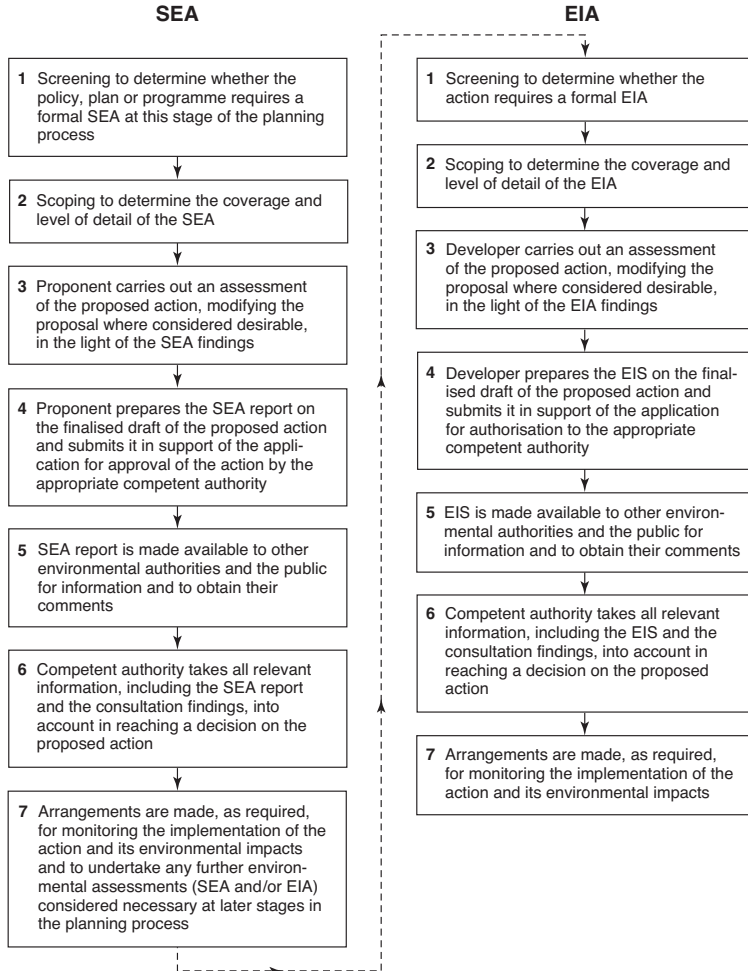 SEA
1 Screening to determine whether the
policy, plan or programme requires a
formal SEA at this stage of the planning
process
2 Scoping to determine the coverage and
level of detail of the SEA
3 Proponent carries out an assessment
of the proposed action, modifying the
proposal where considered desirable,
in the light of the SEA findings
4 Proponent prepares the SEA report on
the finalised draft of the proposed action
and submits it in support of the appli-
cation for approval of the action by the
appropriate competent authority
5 SEA report is made available to other
environmental authorities and the public
for information and to obtain their
comments
6 Competent authority takes all relevant
information, including the SEA report
and the consultation findings, into
account in reaching a decision on the
proposed action
7 Arrangements are made, as required,
for monitoring the implementation of the
action and its environmental impacts
and to undertake any further environ-
mental assessments (SEA and/or EIA)
considered necessary at later stages in
the planning process
EIA
1 Screening to determine whether the
action requires a formal EIA
2 Scoping to determine the coverage and
level of detail of the EIA
3 Developer carries out an assessment
of the proposed action, modifying the
proposal where considered desirable,
in the light of the EIA findings
4 Developer prepares the EIS on the final-
ised draft of the proposed action and
submits it in support of the application
for authorisation to the appropriate
competent authority
5 EIS is made available to other environ-
mental authorities and the public for
information and to obtain their comments
6 Competent authority takes all relevant
information, including the EIS and the
consultation findings, into account in
reaching a decision on the proposed
action
7 Arrangements are made, as required,
for monitoring the implementation of the
action and its environmental impacts